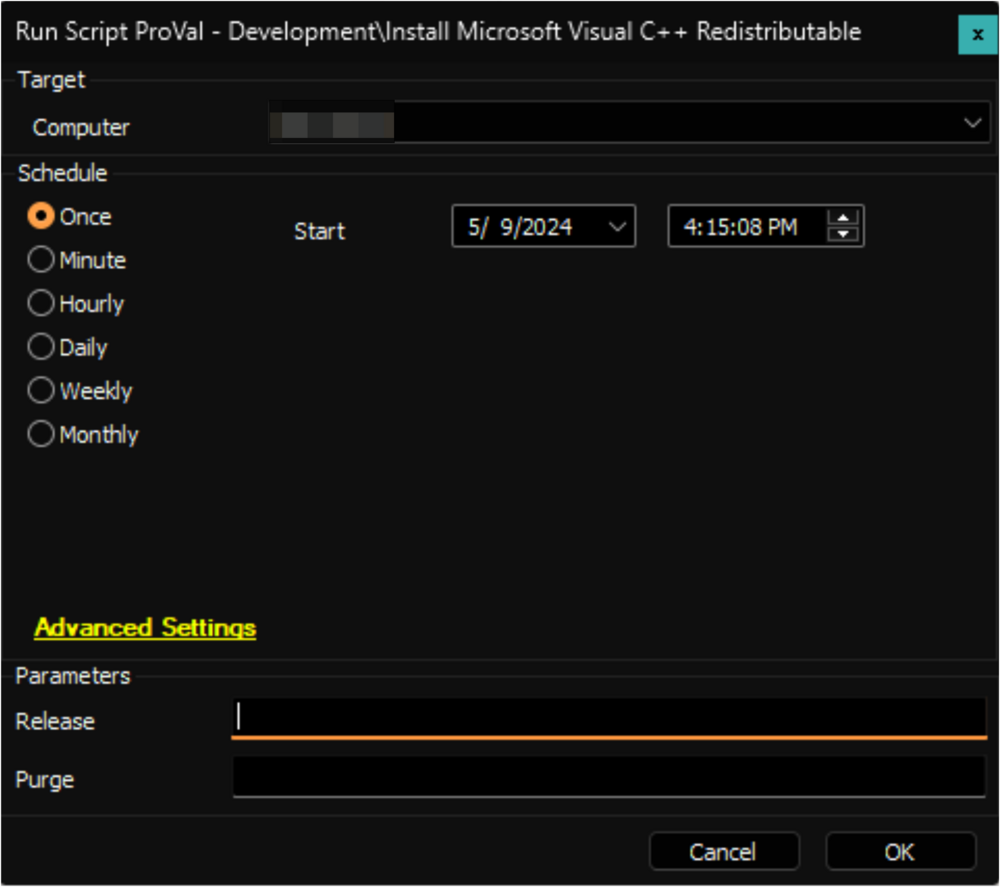 Run Script ProVal - Development\Install Microsoft Visual C++ Redistributable
x
Target
Computer
Schedule
Once
Start
5/ 9/2024
4:15:08 PM
Minute
Hourly
Daily
Weekly
Monthly
Advanced Settings
Parameters
Release
Purge
Cancel
OK